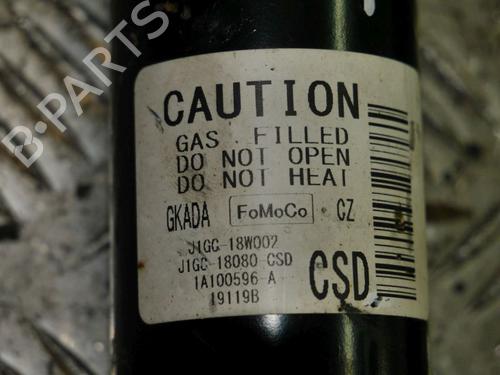 B-PARTS
CAUTION
GAS FILLED
DO NOT OPEN
DO NOT HEAT
GKADA FoMoCo CZ
J1GC-18W002
J1GC-18080-CSD
1A100596-A
19119B
CSD